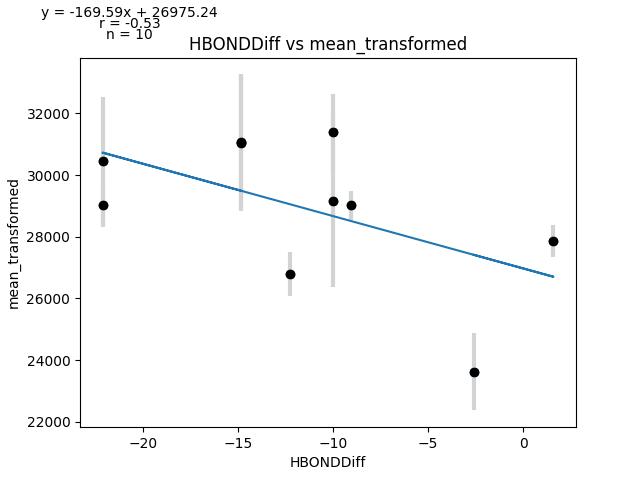 y = -169.59x + 26975.24
r = -0.53
n = 10
HBONDDiff vs mean_transformed
mean_transformed
32000
30000
28000
26000
24000
22000
−20
−15
−10
−5
0
HBONDDiff